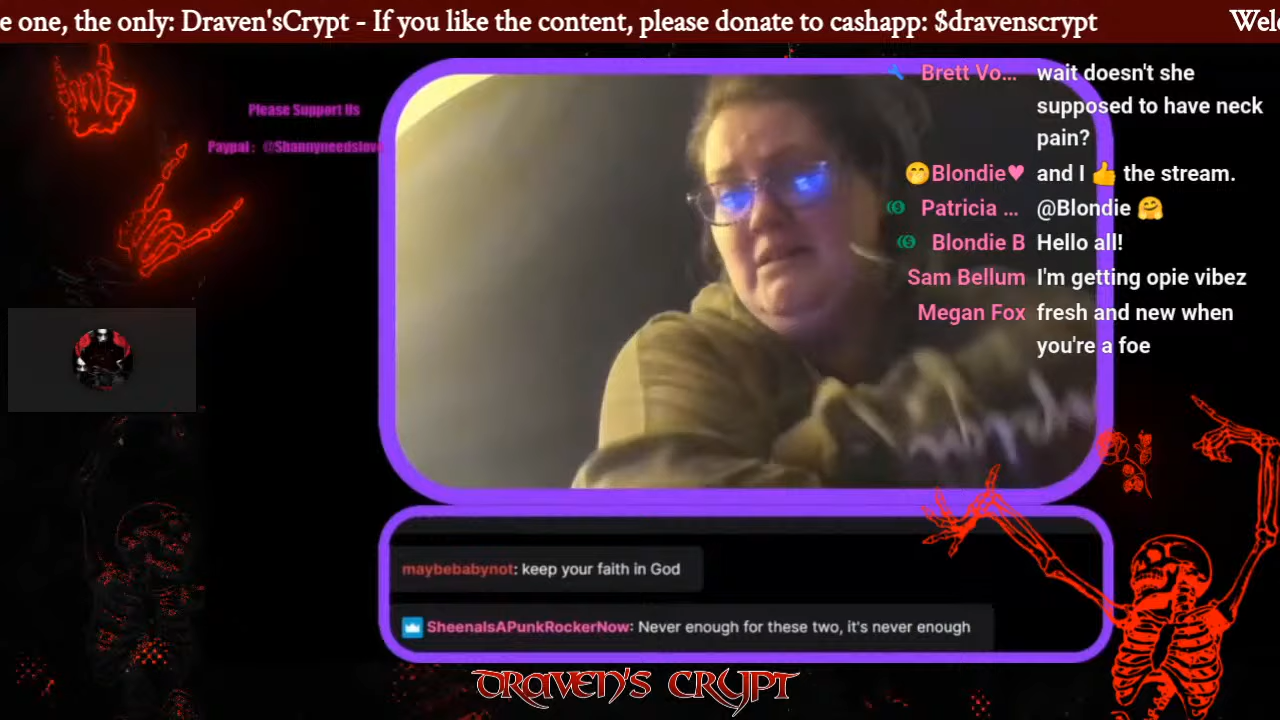 e one, the only: Draven'sCrypt - If you like the content, please donate to cashapp: $dravenscrypt Welc
Please Support Us
Paypal : @Shannyneedslove
Brett Vo... wait doesn't she
supposed to have neck
pain?
🤭Blondie♥ and I 👍 the stream.
Patricia ... @Blondie 🤗
Blondie B Hello all!
Sam Bellum I'm getting opie vibez
Megan Fox fresh and new when
you're a foe
maybebabynot: keep your faith in God
SheenaIsAPunkRockerNow: Never enough for these two, it's never enough
DRAVEN'S CRYPT